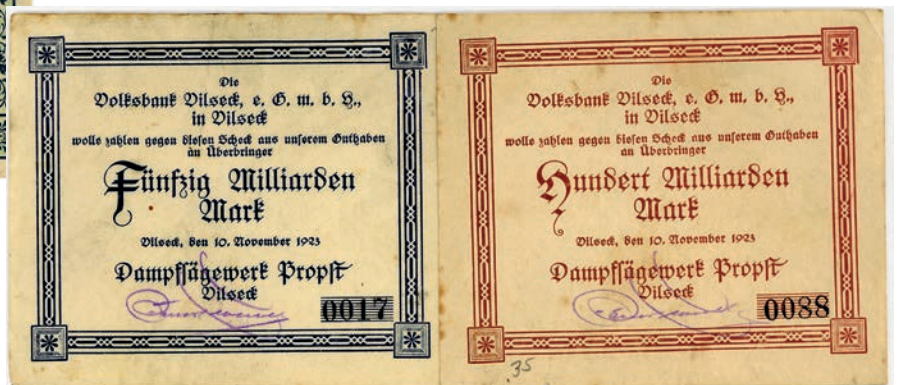 Die
Volksbank Vilseck, e. G. m. b. H.,
in Vilseck
wolle zahlen gegen diesen Scheck aus unserem Guthaben
an Überbringer
Fünfzig Milliarden
Mark
Vilseck, den 10. November 1923
Dampfsägewerk Propst
Vilseck
0017
Die
Volksbank Vilseck, e. G. m. b. H.,
in Vilseck
wolle zahlen gegen diesen Scheck aus unserem Guthaben
an Überbringer
Hundert Milliarden
Mark
Vilseck, den 10. November 1923
Dampfsägewerk Propst
Vilseck
0088
35